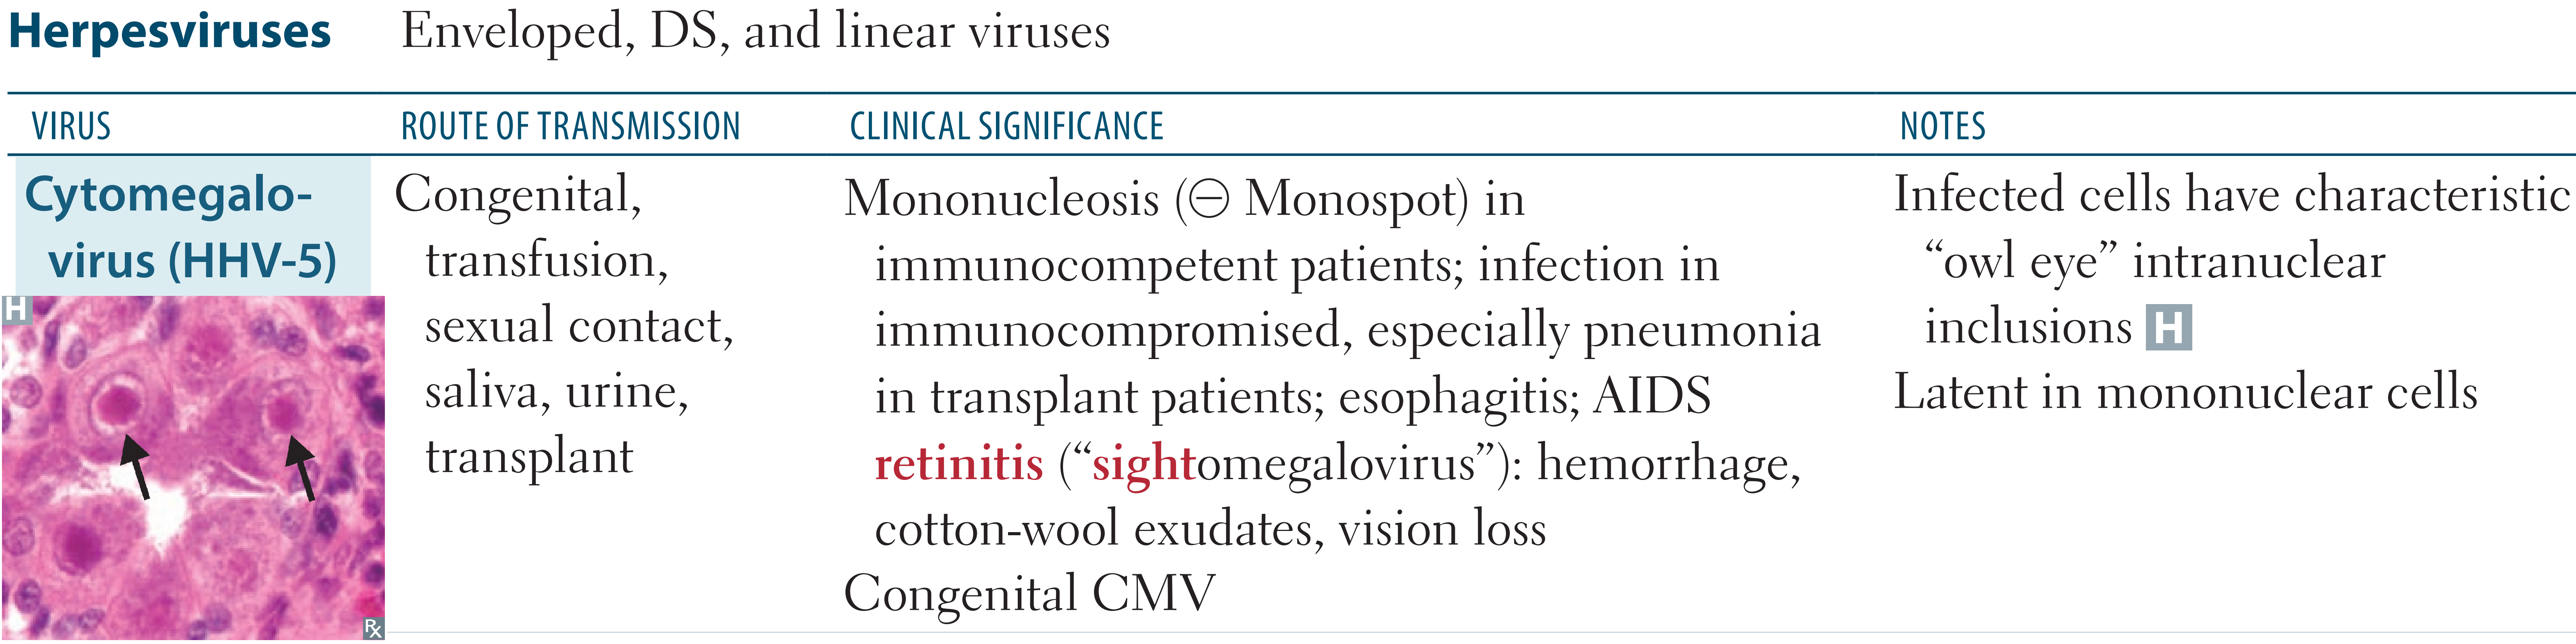 Herpesviruses Enveloped, DS, and linear viruses
VIRUS ROUTE OF TRANSMISSION CLINICAL SIGNIFICANCE NOTES
Cytomegalo-
virus (HHV-5)
H
Rx
Congenital,
transfusion,
sexual contact,
saliva, urine,
transplant
Mononucleosis (⊖ Monospot) in
immunocompetent patients; infection in
immunocompromised, especially pneumonia
in transplant patients; esophagitis; AIDS
retinitis (“sightomegalovirus”): hemorrhage,
cotton-wool exudates, vision loss
Congenital CMV
Infected cells have characteristic
“owl eye” intranuclear
inclusions H
Latent in mononuclear cells